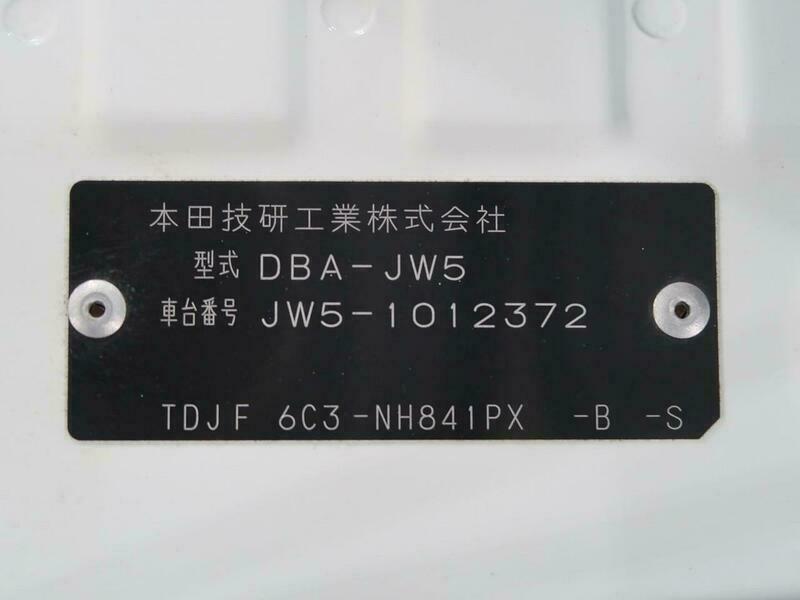 本田技研工業株式会社
型式 DBA-JW5
車台番号 JW5-1012372
TDJF 6C3-NH841PX -B -S